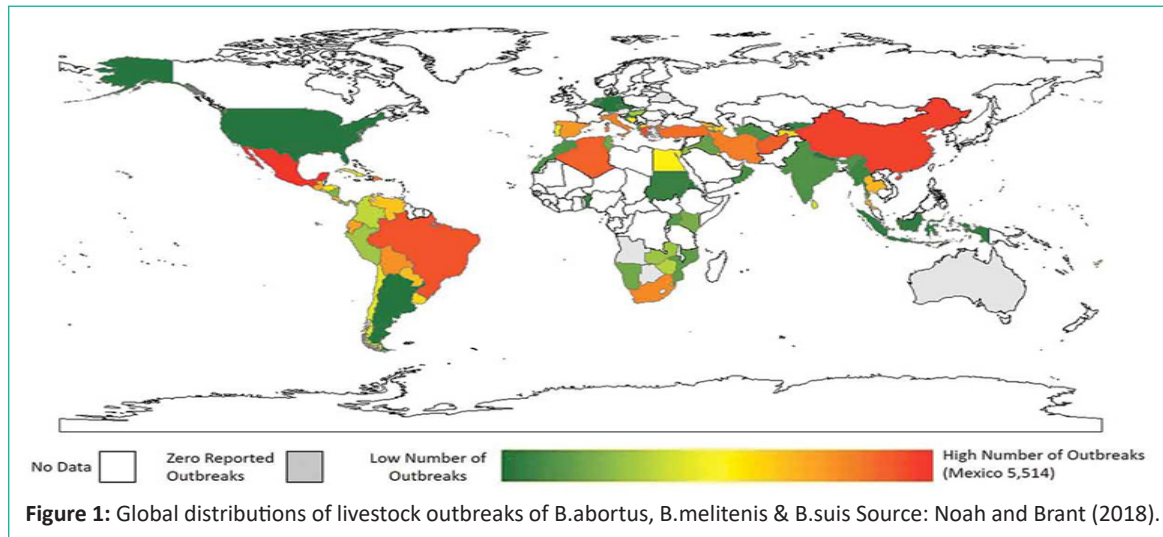 No Data
Zero Reported
Outbreaks
Low Number of
Outbreaks
High Number of Outbreaks
(Mexico 5,514)
Figure 1: Global distributions of livestock outbreaks of B.abortus, B.melitenis & B.suis Source: Noah and Brant (2018).